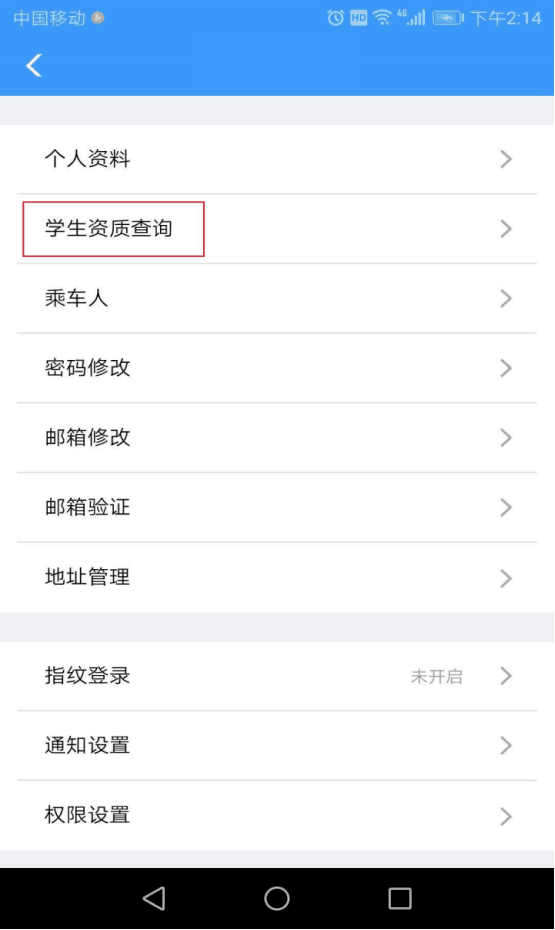 中国移动 HD 4G 下午2:14
个人资料
学生资质查询
乘车人
密码修改
邮箱修改
邮箱验证
地址管理
指纹登录 未开启
通知设置
权限设置